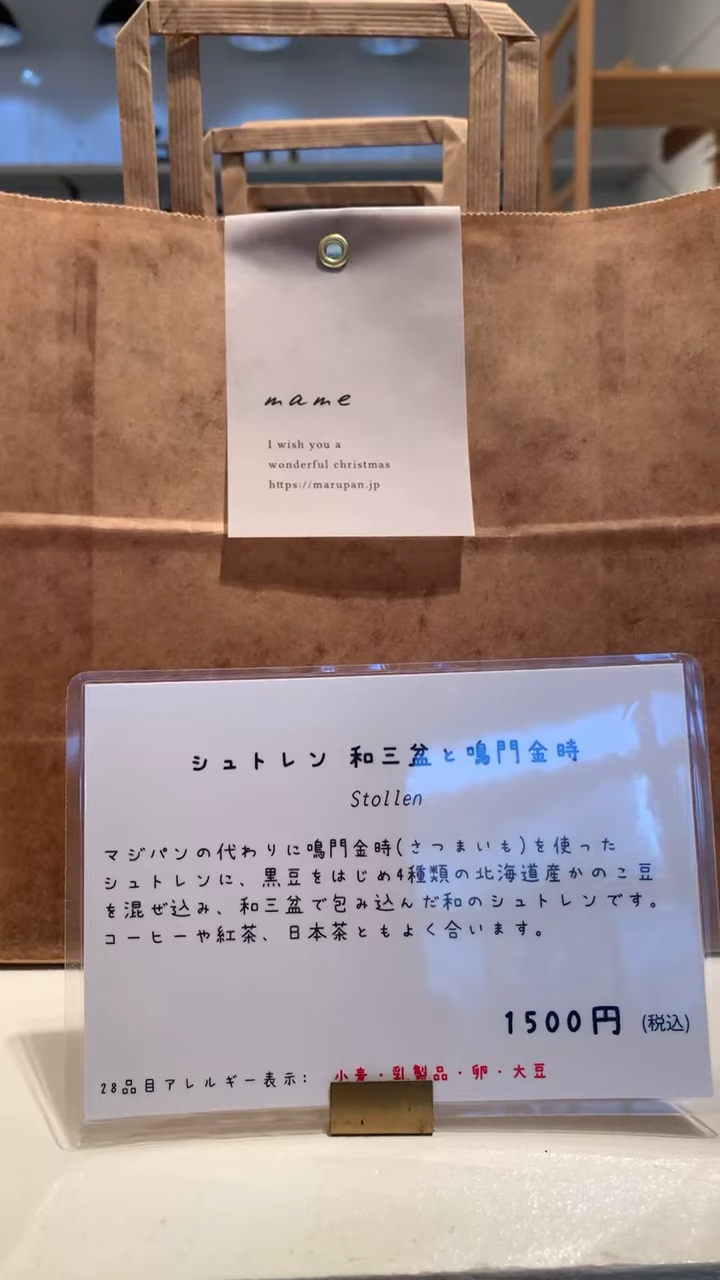 mame
I wish you a
wonderful christmas
https://marupan.jp
シュトレン 和三盆と鳴門金時
Stollen
マジパンの代わりに鳴門金時(さつまいも)を使った
シュトレンに、黒豆をはじめ4種類の北海道産かのこ豆
を混ぜ込み、和三盆で包み込んだ和のシュトレンです。
コーヒーや紅茶、日本茶ともよく合います。
1500円 (税込)
28品目アレルギー表示： 小麦・乳製品・卵・大豆